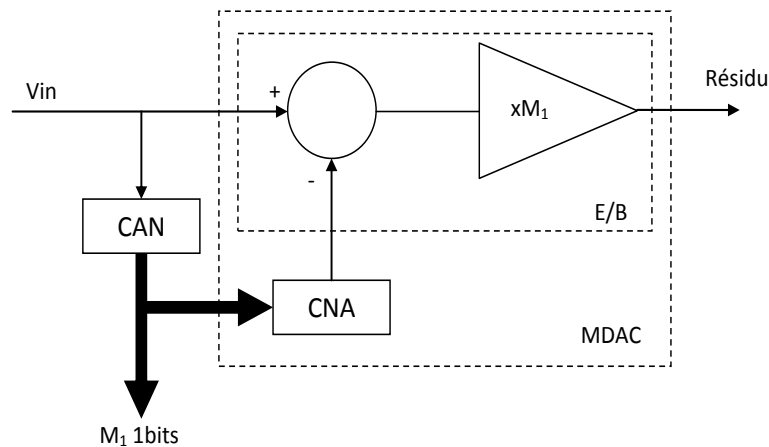 Vin
+
Résidu
xM₁
-
E/B
CAN
CNA
MDAC
M₁ 1bits